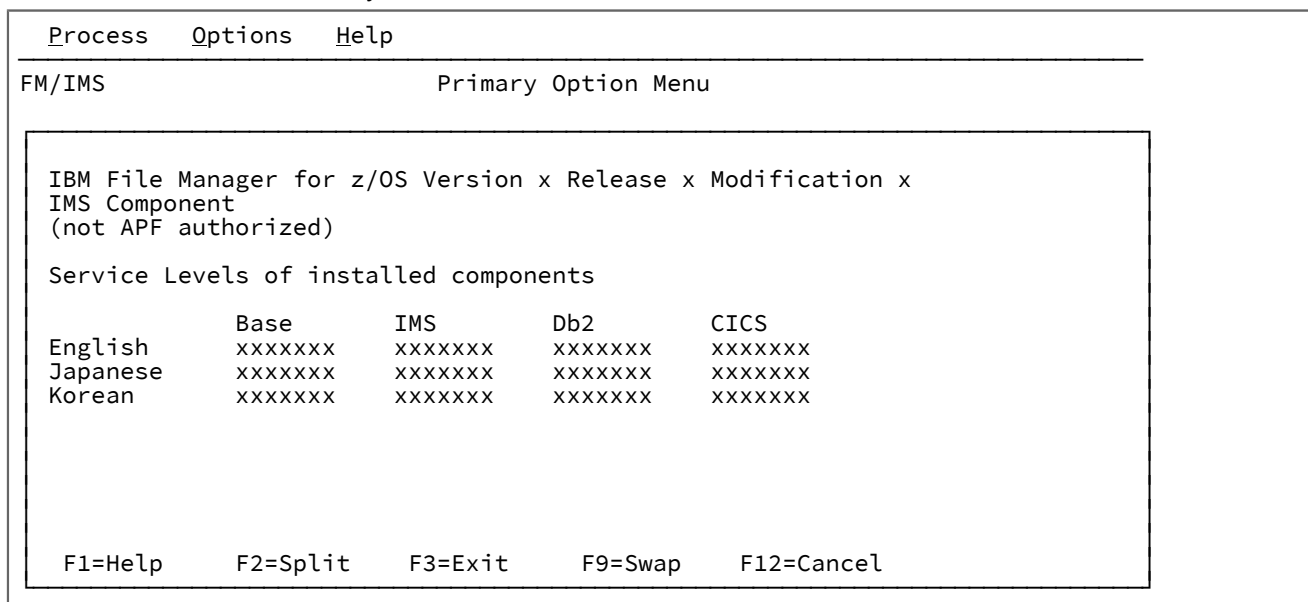 Process Options Help
FM/IMS Primary Option Menu
IBM File Manager for z/OS Version x Release x Modification x
IMS Component
(not APF authorized)
Service Levels of installed components
Base IMS Db2 CICS
English xxxxxxx xxxxxxx xxxxxxx xxxxxxx
Japanese xxxxxxx xxxxxxx xxxxxxx xxxxxxx
Korean xxxxxxx xxxxxxx xxxxxxx xxxxxxx
F1=Help F2=Split F3=Exit F9=Swap F12=Cancel